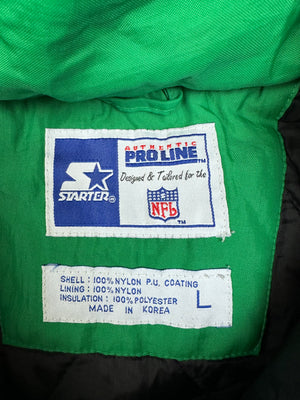 AUTHENTIC
PRO LINE™
Designed & Tailored for the
STARTER®
NFL
SHELL : 100% NYLON P.U. COATING
LINING : 100% NYLON
INSULATION : 100% POLYESTER
MADE IN KOREA
L